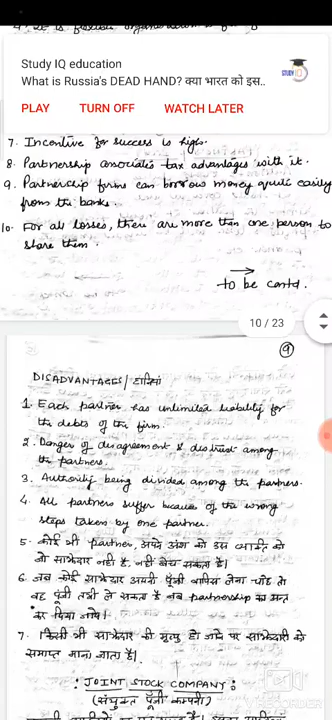 Study IQ education
What is Russia's DEAD HAND? क्या भारत को इस..
PLAY TURN OFF WATCH LATER
7. Incentive for success is high.
8. Partnership associates tax advantages with it.
9. Partnership firms can borrow money quite easily
from the banks.
10. For all losses, there are more than one person to
share them.
to be contd.
10 / 23
9
DISADVANTAGES/हानियां
1. Each partner has unlimited liability for
the debts of the firm.
2. Danger of disagreement & distrust among
the partners.
3. Authority being divided among the partners.
4. All partners suffer because of the wrong
steps taken by one partner.
5. कोई भी partner, अपने अंश को उस व्यक्ति को
जो साझेदार नहीं है, नहीं बेच सकता है।
6. जब कोई साझेदार अपनी पूँजी वापिस लेना चाहे तो
वह पूँजी तभी ले सकता है जब partnership का अन्त
कर दिया जाये।
7. किसी भी साझेदार की मृत्यु हो जाने पर साझेदारी को
समाप्त माना जाता है।
: JOINT STOCK COMPANY :
(संयुक्त पूँजी कम्पनी)